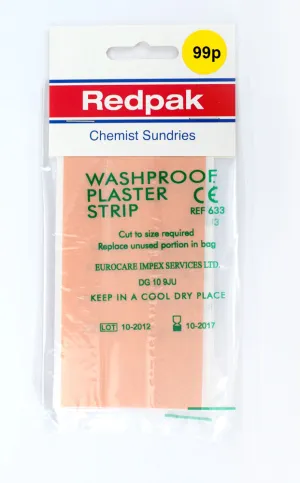 99p
Redpak
Chemist Sundries
WASHPROOF
PLASTER CE
STRIP REF 633
Cut to size required
Replace unused portion in bag
EUROCARE IMPEX SERVICES LTD.
DG 10 9JU
KEEP IN A COOL DRY PLACE
LOT 10-2012 10-2017